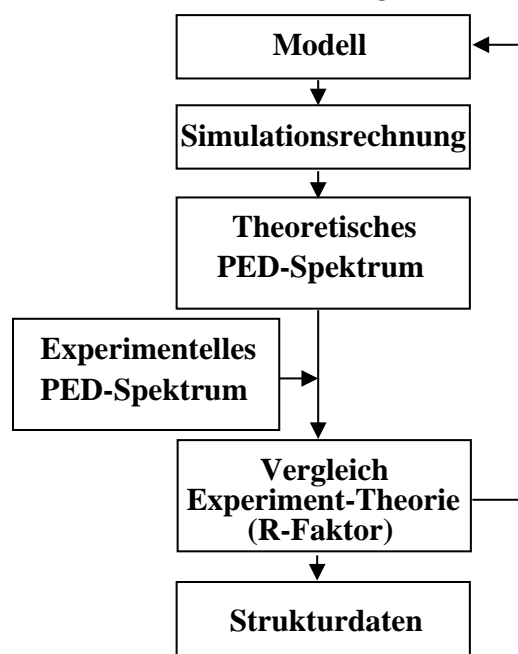 Modell
Simulationsrechnung
Theoretisches
PED-Spektrum
Experimentelles
PED-Spektrum
Vergleich
Experiment-Theorie
(R-Faktor)
Strukturdaten